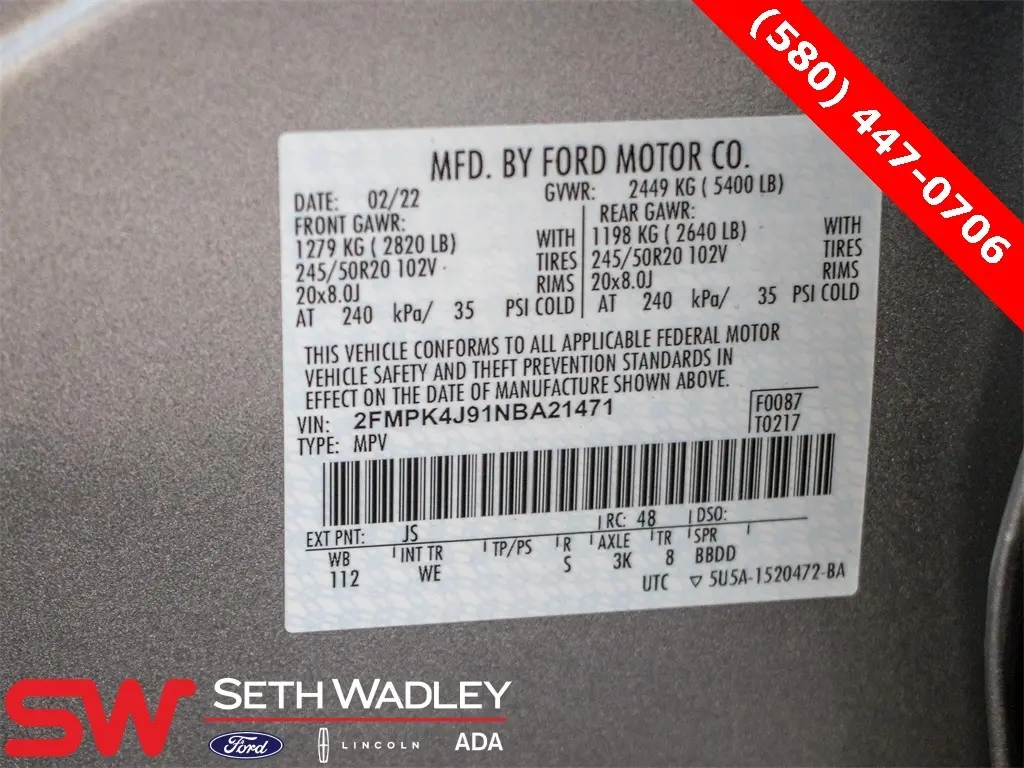 (580) 447-0706
MFD. BY FORD MOTOR CO.
DATE: 02/22 GVWR: 2449 KG ( 5400 LB)
FRONT GAWR: REAR GAWR:
1279 KG ( 2820 LB) WITH 1198 KG ( 2640 LB) WITH
245/50R20 102V TIRES 245/50R20 102V TIRES
20x8.0J RIMS 20x8.0J RIMS
AT 240 kPa/ 35 PSI COLD AT 240 kPa/ 35 PSI COLD
THIS VEHICLE CONFORMS TO ALL APPLICABLE FEDERAL MOTOR
VEHICLE SAFETY AND THEFT PREVENTION STANDARDS IN
EFFECT ON THE DATE OF MANUFACTURE SHOWN ABOVE.
VIN: 2FMPK4J91NBA21471 F0087
TYPE: MPV T0217
EXT PNT: JS RC: 48 DSO:
WB INT TR TP/PS R AXLE TR SPR
112 WE S 3K 8 BBDD
UTC ▽ 5U5A-1520472-BA
SW SETH WADLEY
Ford LINCOLN ADA